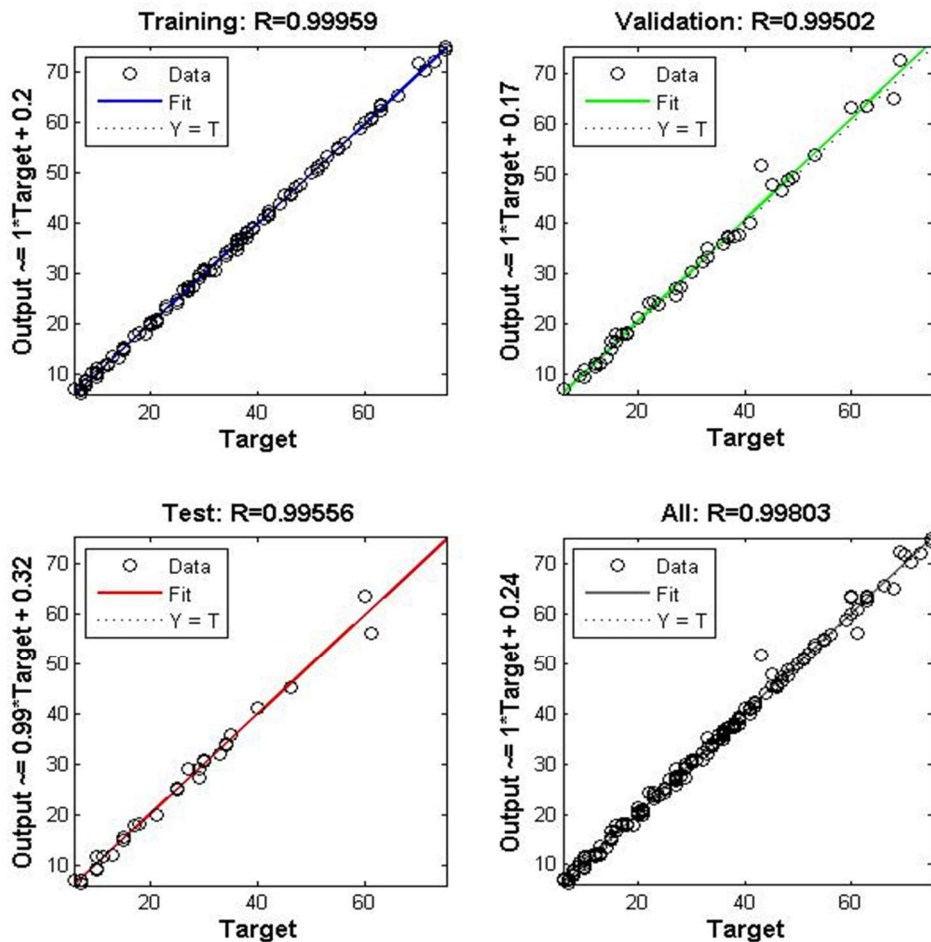 Training: R=0.99959
Output ~= 1*Target + 0.2
70
60
50
40
30
20
10
Data
Fit
Y = T
20 40 60
Target
Validation: R=0.99502
Output ~= 1*Target + 0.17
70
60
50
40
30
20
10
Data
Fit
Y = T
20 40 60
Target
Test: R=0.99556
Output ~= 0.99*Target + 0.32
70
60
50
40
30
20
10
Data
Fit
Y = T
20 40 60
Target
All: R=0.99803
Output ~= 1*Target + 0.24
70
60
50
40
30
20
10
Data
Fit
Y = T
20 40 60
Target